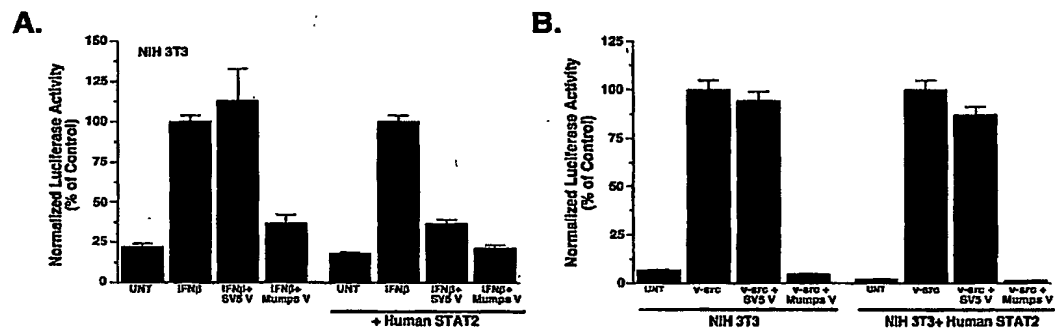 A.
NIH 3T3
Normalized Luciferase Activity
(% of Control)
150
125
100
75
50
25
0
UNT
IFNβ
IFNβ+
SV5 V
IFNβ+
Mumps V
UNT
IFNβ
IFNβ+
SV5 V
IFNβ+
Mumps V
+ Human STAT2
B.
Normalized Luciferase Activity
(% of Control)
125
100
75
50
25
0
UNT
v-src
v-src +
SV5 V
v-src +
Mumps V
UNT
v-src
v-src +
SV5 V
v-src +
Mumps V
NIH 3T3
NIH 3T3+ Human STAT2